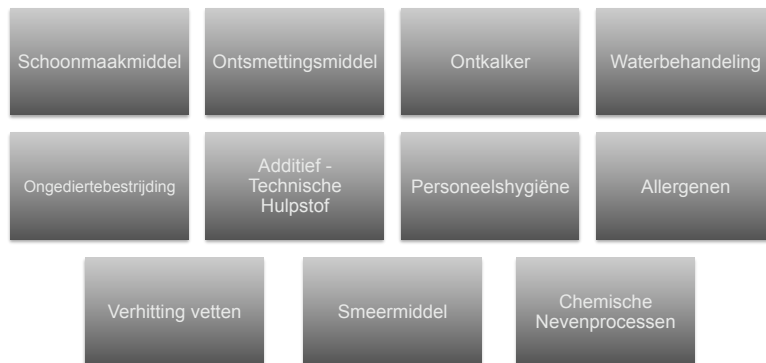 Schoonmaakmiddel
Ontsmettingsmiddel
Ontkalker
Waterbehandeling
Ongediertebestrijding
Additief -
Technische
Hulpstof
Personeelshygiëne
Allergenen
Verhitting vetten
Smeermiddel
Chemische
Nevenprocessen